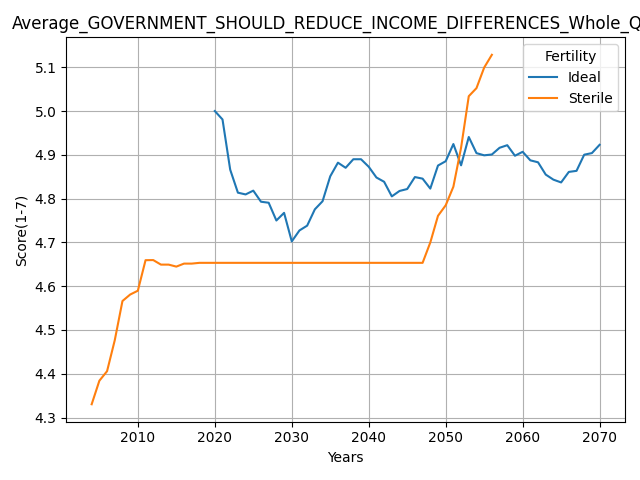 Average_GOVERNMENT_SHOULD_REDUCE_INCOME_DIFFERENCES_Whole_Q
Fertility
Ideal
Sterile
Score(1-7)
5.1
5.0
4.9
4.8
4.7
4.6
4.5
4.4
4.3
2010 2020 2030 2040 2050 2060 2070
Years